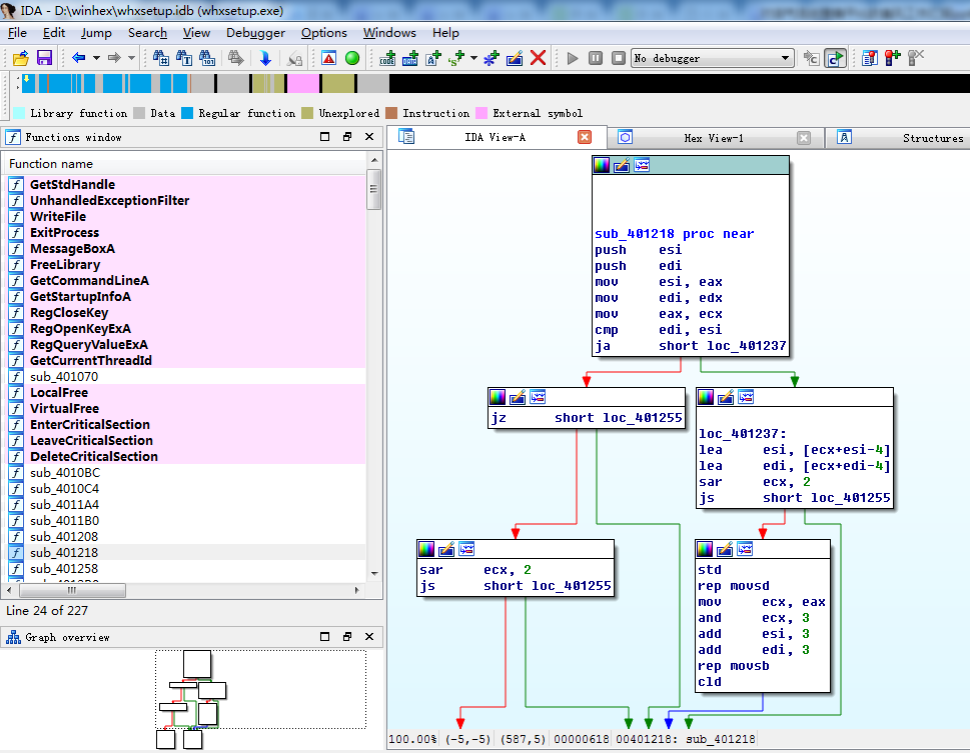 IDA - D:\winhex\whxsetup.idb (whxsetup.exe)
File Edit Jump Search View Debugger Options Windows Help
No debugger
Library function Data Regular function Unexplored Instruction External symbol
Functions window
IDA View-A
Hex View-1
Structures
Function name
GetStdHandle
UnhandledExceptionFilter
WriteFile
ExitProcess
MessageBoxA
FreeLibrary
GetCommandLineA
GetStartupInfoA
RegCloseKey
RegOpenKeyExA
RegQueryValueExA
GetCurrentThreadId
sub_401070
LocalFree
VirtualFree
EnterCriticalSection
LeaveCriticalSection
DeleteCriticalSection
sub_4010BC
sub_4010C4
sub_4011A4
sub_4011B0
sub_401208
sub_401218
sub_401258
Line 24 of 227
Graph overview
sub_401218 proc near
push esi
push edi
mov esi, eax
mov edi, edx
mov eax, ecx
cmp edi, esi
ja short loc_401237
jz short loc_401255
loc_401237:
lea esi, [ecx+esi-4]
lea edi, [ecx+edi-4]
sar ecx, 2
js short loc_401255
sar ecx, 2
js short loc_401255
std
rep movsd
mov ecx, eax
and ecx, 3
add esi, 3
add edi, 3
rep movsb
cld
100.00% (-5,-5) (587,5) 00000618 00401218: sub_401218